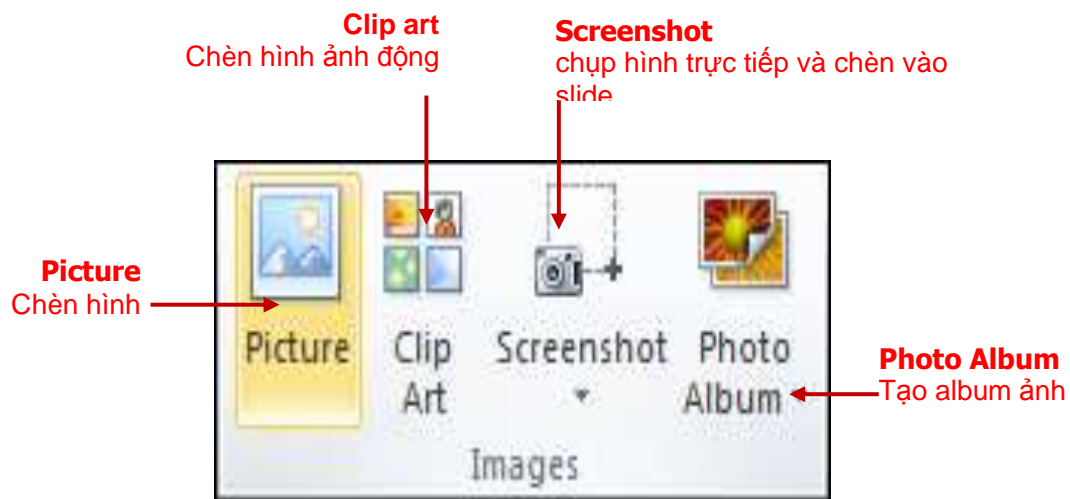 Clip art
Chèn hình ảnh động
Screenshot
chụp hình trực tiếp và chèn vào
slide
Picture
Chèn hình
Picture
Clip
Art
Screenshot
Photo
Album
Images
Photo Album
Tạo album ảnh